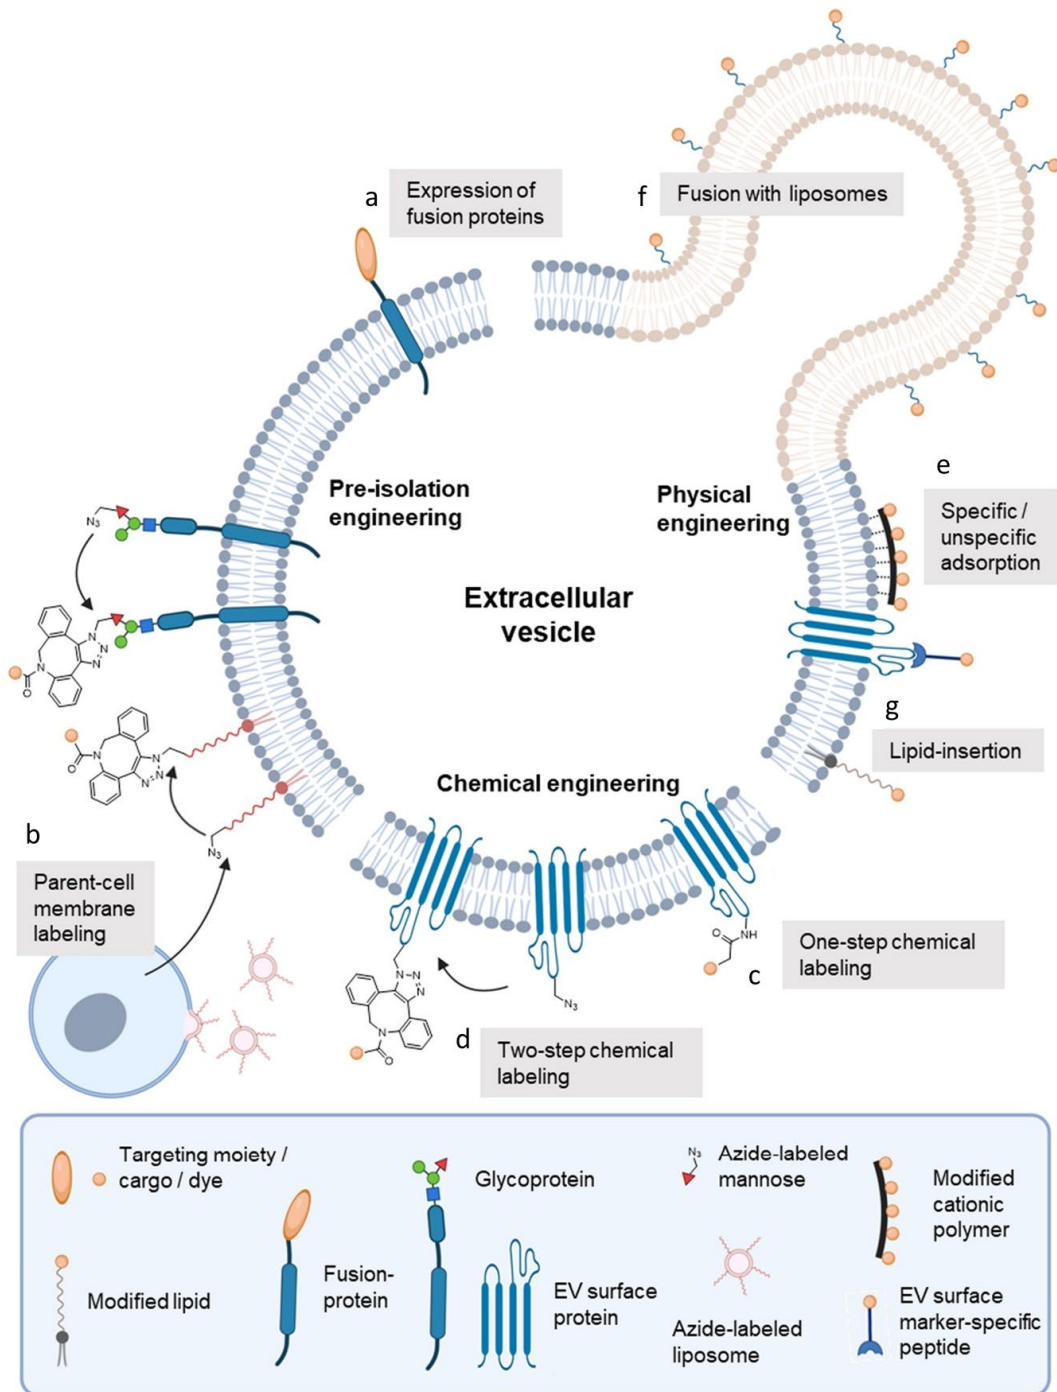 a
Expression of
fusion proteins
f
Fusion with liposomes
Pre-isolation
engineering
Physical
engineering
e
Specific /
unspecific
adsorption
N3
Extracellular
vesicle
N
N
N
N
O
g
Lipid-insertion
N
N
N
N
O
Chemical engineering
b
N3
Parent-cell
membrane
labeling
NH
O
One-step chemical
labeling
c
N
N
N
N3
N
O
d
Two-step chemical
labeling
Targeting moiety /
cargo / dye
Glycoprotein
N3
Azide-labeled
mannose
Modified
cationic
polymer
Modified lipid
Fusion-
protein
EV surface
protein
Azide-labeled
liposome
EV surface
marker-specific
peptide